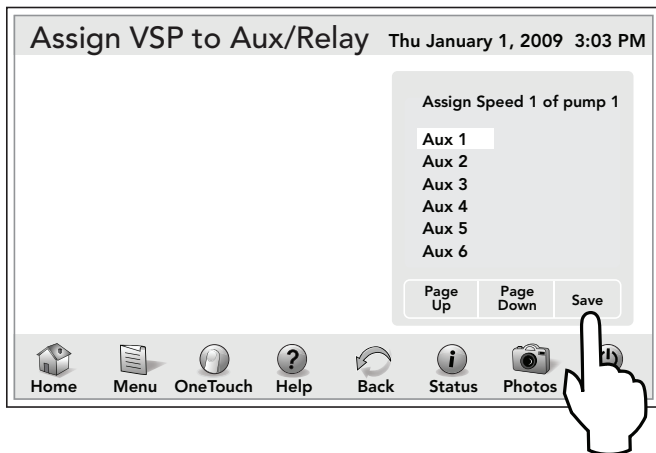 Assign VSP to Aux/Relay Thu January 1, 2009 3:03 PM
Assign Speed 1 of pump 1
Aux 1
Aux 2
Aux 3
Aux 4
Aux 5
Aux 6
Page Up
Page Down
Save
Home
Menu
OneTouch
?
Help
Back
i
Status
Photos